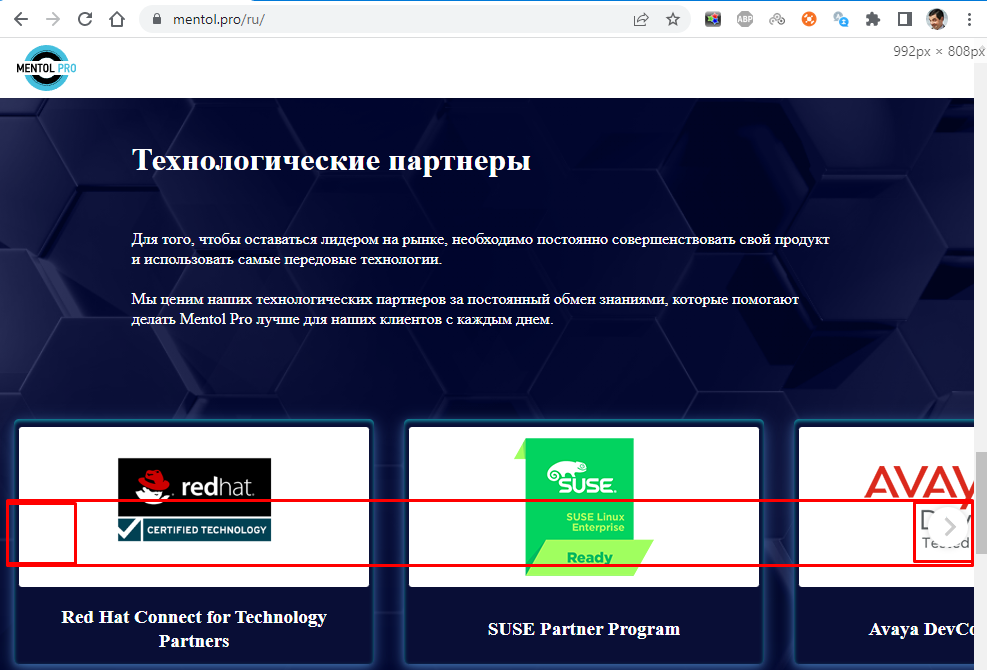 mentol.pro/ru/
ABP
992px × 808px
MENTOL PRO
Технологические партнеры
Для того, чтобы оставаться лидером на рынке, необходимо постоянно совершенствовать свой продукт
и использовать самые передовые технологии.
Мы ценим наших технологических партнеров за постоянный обмен знаниями, которые помогают
делать Mentol Pro лучше для наших клиентов с каждым днем.
redhat.
CERTIFIED TECHNOLOGY
SUSE.
SUSE Linux
Enterprise
Ready
AVAY
Tested
Red Hat Connect for Technology
Partners
SUSE Partner Program
Avaya DevCo